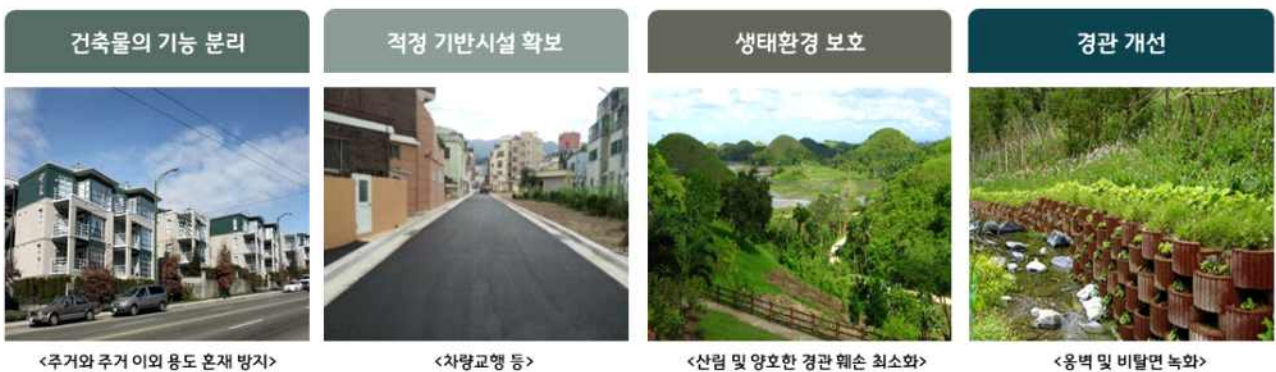 건축물의 기능 분리
적정 기반시설 확보
생태환경 보호
경관 개선
<주거와 주거 이외 용도 혼재 방지>
<차량교행 등>
<산림 및 양호한 경관 훼손 최소화>
<옹벽 및 비탈면 녹화>